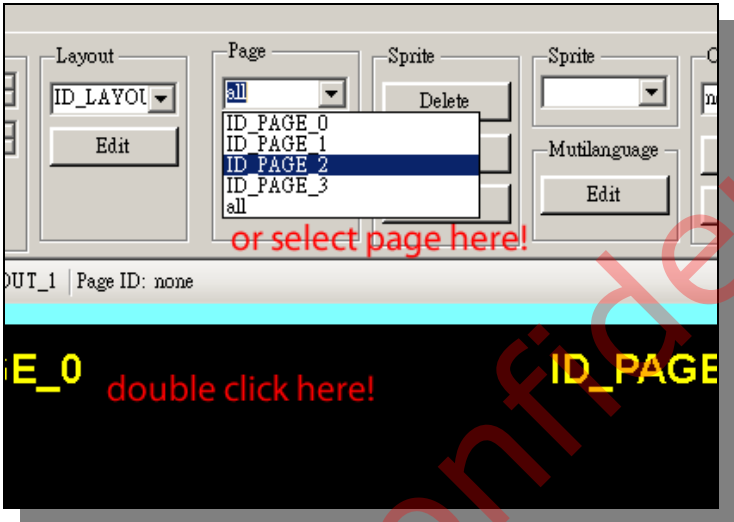 Layout
Page
Sprite
Sprite
ID_LAYOU
all
Delete
ID_PAGE_0
ID_PAGE_1
ID_PAGE_2
ID_PAGE_3
all
Edit
Mutilanguage
Edit
or select page here!
OUT_1 Page ID: none
E_0
double click here!
ID_PAGE